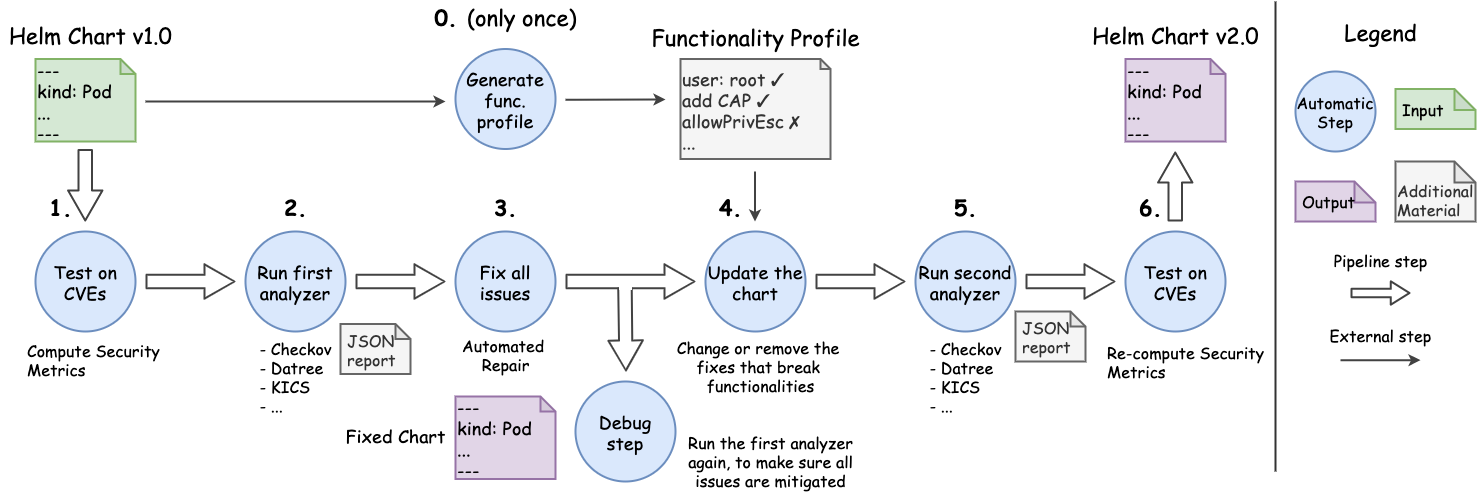 0. (only once)
Helm Chart v1.0
---
kind: Pod
...
---
Generate
func.
profile
Functionality Profile
user: root ✓
add CAP ✓
allowPrivEsc ✗
...
Helm Chart v2.0
---
kind: Pod
...
---
1.
Test on
CVEs
Compute Security
Metrics
2.
Run first
analyzer
- Checkov
- Datree
- KICS
- ...
JSON
report
3.
Fix all
issues
Automated
Repair
Fixed Chart
---
kind: Pod
...
---
Debug
step
Run the first analyzer
again, to make sure all
issues are mitigated
4.
Update the
chart
Change or remove the
fixes that break
functionalities
5.
Run second
analyzer
- Checkov
- Datree
- KICS
- ...
JSON
report
6.
Test on
CVEs
Re-compute Security
Metrics
Legend
Automatic
Step
Input
Output
Additional
Material
Pipeline step
External step